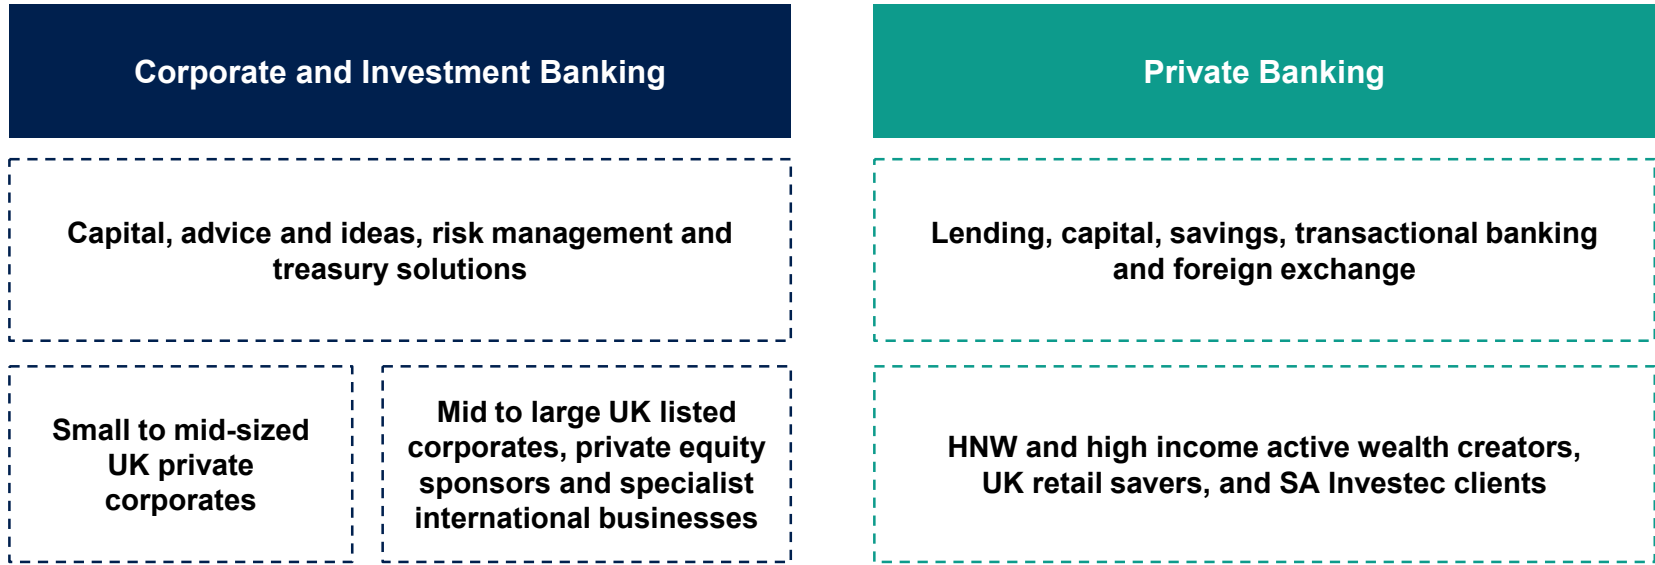 Corporate and Investment Banking
Private Banking
Capital, advice and ideas, risk management and
treasury solutions
Lending, capital, savings, transactional banking
and foreign exchange
Small to mid-sized
UK private
corporates
Mid to large UK listed
corporates, private equity
sponsors and specialist
international businesses
HNW and high income active wealth creators,
UK retail savers, and SA Investec clients